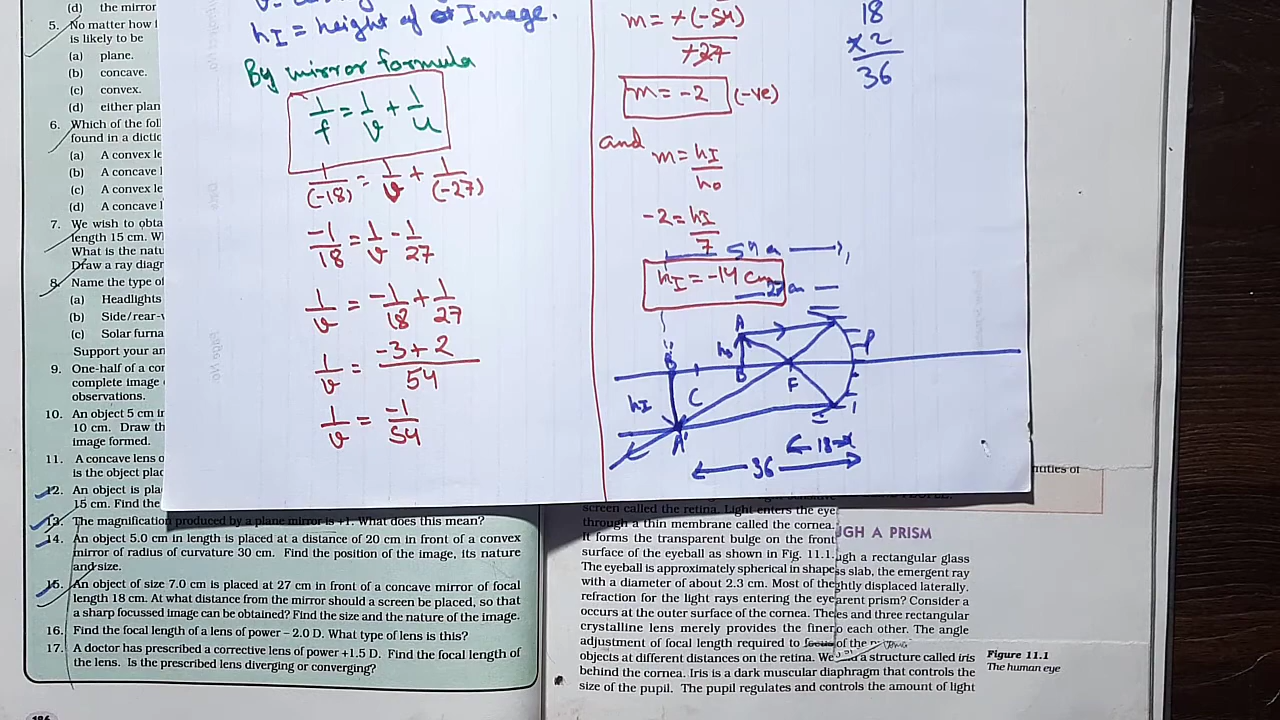 (d) the mirror
5. No matter how
is likely to be
(a) plane.
(b) concave.
(c) convex.
(d) either plan
6. Which of the fol
found in a dictic
(a) A convex le
(b) A concave l
(c) A convex le
(d) A concave l
7. We wish to obta
length 15 cm. W
What is the natu
Draw a ray diagr
8. Name the type of
(a) Headlights
(b) Side/rear-v
(c) Solar furna
Support your an
9. One-half of a con
complete image
observations.
10. An object 5 cm in
10 cm. Draw th
image formed.
11. A concave lens o
is the object plac
12. An object is pla
15 cm. Find the
13. The magnification produced by a plane mirror is +1. What does this mean?
14. An object 5.0 cm in length is placed at a distance of 20 cm in front of a convex
mirror of radius of curvature 30 cm. Find the position of the image, its nature
and size.
15. An object of size 7.0 cm is placed at 27 cm in front of a concave mirror of focal
length 18 cm. At what distance from the mirror should a screen be placed, so that
a sharp focussed image can be obtained? Find the size and the nature of the image.
16. Find the focal length of a lens of power – 2.0 D. What type of lens is this?
17. A doctor has prescribed a corrective lens of power +1.5 D. Find the focal length of
the lens. Is the prescribed lens diverging or converging?
hI = height of Image.
By mirror formula
1/f = 1/v + 1/u
1/(-18) = 1/v + 1/(-27)
-1/18 = 1/v - 1/27
1/v = -1/18 + 1/27
1/v = -3+2/54
1/v = -1/54
m = +(-54)/+27
m = -2 (-ve)
and
m = hI/ho
-2 = hI/7
hI = -14 cm
18
×2
36
54
A
P
ho
B
F
C
hI
A'
18
36
screen called the retina. Light enters the eye
through a thin membrane called the cornea.
It forms the transparent bulge on the front
surface of the eyeball as shown in Fig. 11.1.
The eyeball is approximately spherical in shape
with a diameter of about 2.3 cm. Most of the
refraction for the light rays entering the eye
occurs at the outer surface of the cornea. The
crystalline lens merely provides the finer
adjustment of focal length required to focus
objects at different distances on the retina. We a structure called iris
behind the cornea. Iris is a dark muscular diaphragm that controls the
size of the pupil. The pupil regulates and controls the amount of light
UGH A PRISM
ugh a rectangular glass
ss slab, the emergent ray
ghtly displaced laterally.
arent prism? Consider a
es and three rectangular
o each other. The angle
of the
Figure 11.1
The human eye